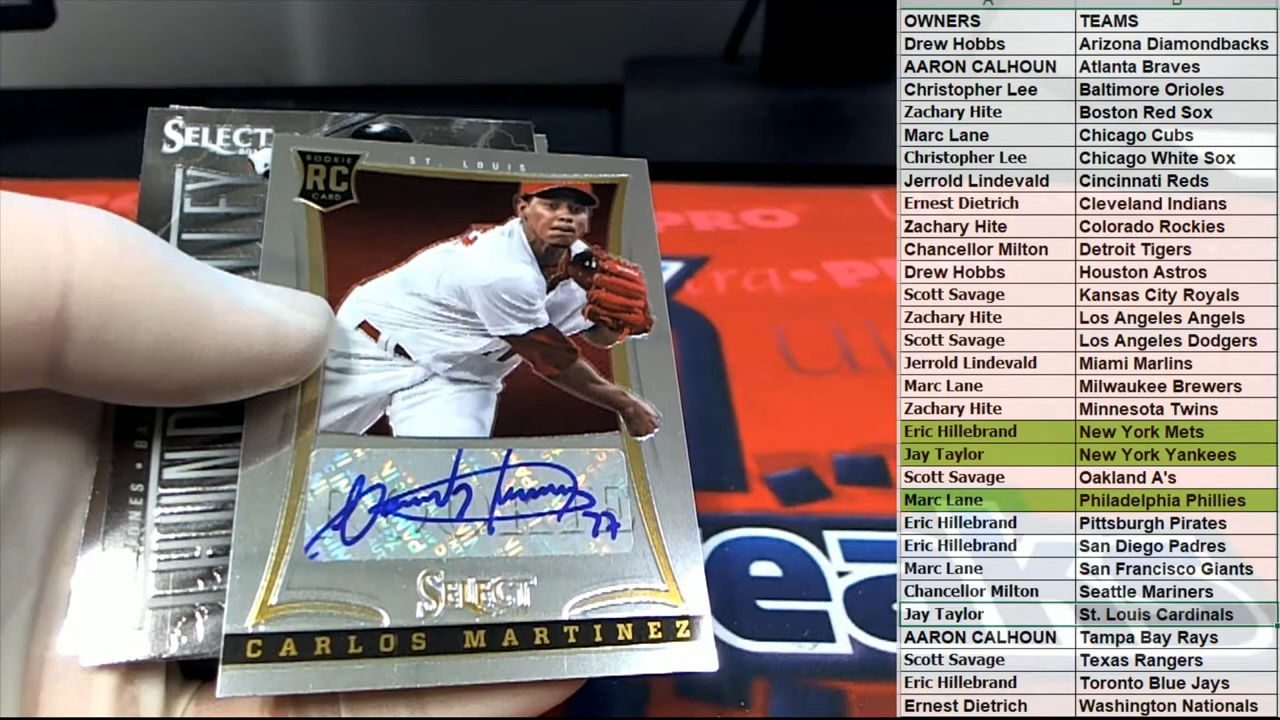 SELECT
ROOKIE
RC
CARD
ST. LOUIS
SELECT
CARLOS MARTINEZ
PRO
A B
OWNERS TEAMS
Drew Hobbs Arizona Diamondbacks
AARON CALHOUN Atlanta Braves
Christopher Lee Baltimore Orioles
Zachary Hite Boston Red Sox
Marc Lane Chicago Cubs
Christopher Lee Chicago White Sox
Jerrold Lindevald Cincinnati Reds
Ernest Dietrich Cleveland Indians
Zachary Hite Colorado Rockies
Chancellor Milton Detroit Tigers
Drew Hobbs Houston Astros
Scott Savage Kansas City Royals
Zachary Hite Los Angeles Angels
Scott Savage Los Angeles Dodgers
Jerrold Lindevald Miami Marlins
Marc Lane Milwaukee Brewers
Zachary Hite Minnesota Twins
Eric Hillebrand New York Mets
Jay Taylor New York Yankees
Scott Savage Oakland A's
Marc Lane Philadelphia Phillies
Eric Hillebrand Pittsburgh Pirates
Eric Hillebrand San Diego Padres
Marc Lane San Francisco Giants
Chancellor Milton Seattle Mariners
Jay Taylor St. Louis Cardinals
AARON CALHOUN Tampa Bay Rays
Scott Savage Texas Rangers
Eric Hillebrand Toronto Blue Jays
Ernest Dietrich Washington Nationals